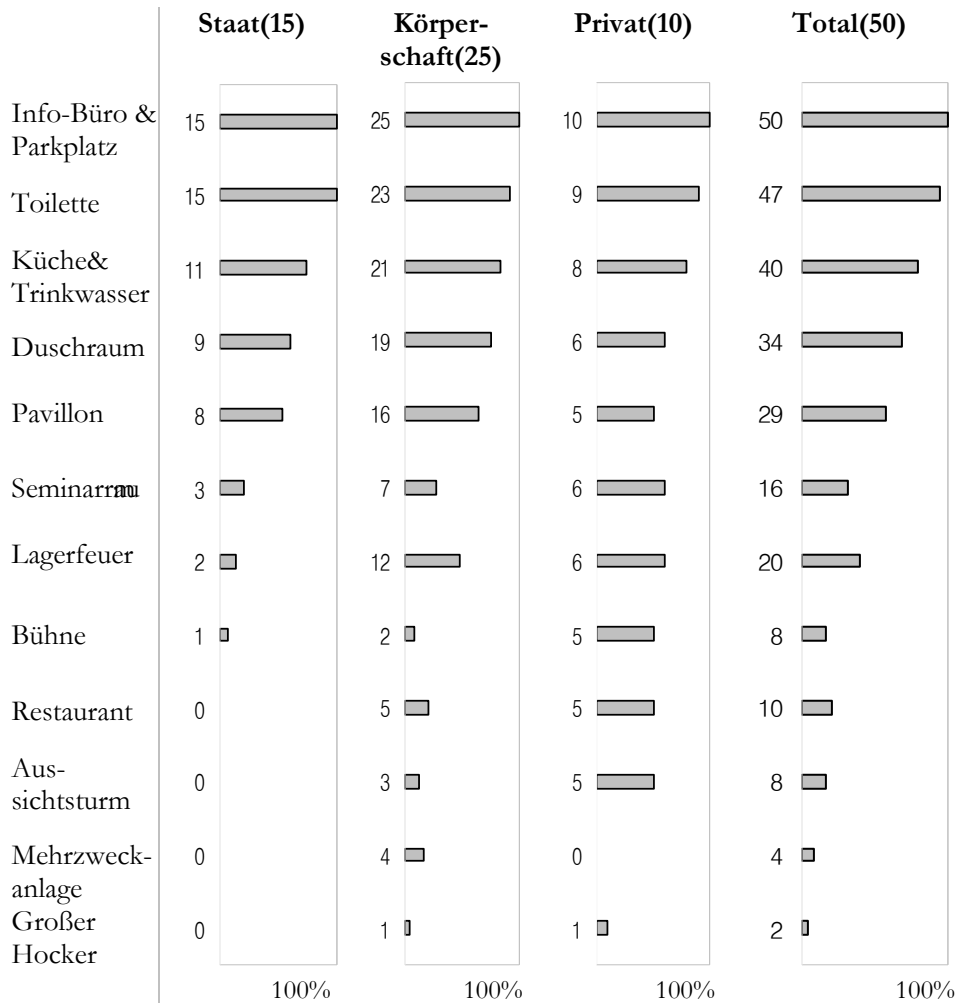 Staat(15) Körper- Privat(10) Total(50)
schaft(25)
Info-Büro & 15 25 10 50
Parkplatz
Toilette 15 23 9 47
Küche& 11 21 8 40
Trinkwasser
Duschraum 9 19 6 34
Pavillon 8 16 5 29
3 7 6 16
Lagerfeuer 2 12 6 20
Bühne 1 2 5 8
Restaurant 0 5 5 10
Aus- 0 3 5 8
sichtsturm
Mehrzweck- 0 4 0 4
anlage
Großer 0 1 1 2
Hocker
100% 100% 100% 100%